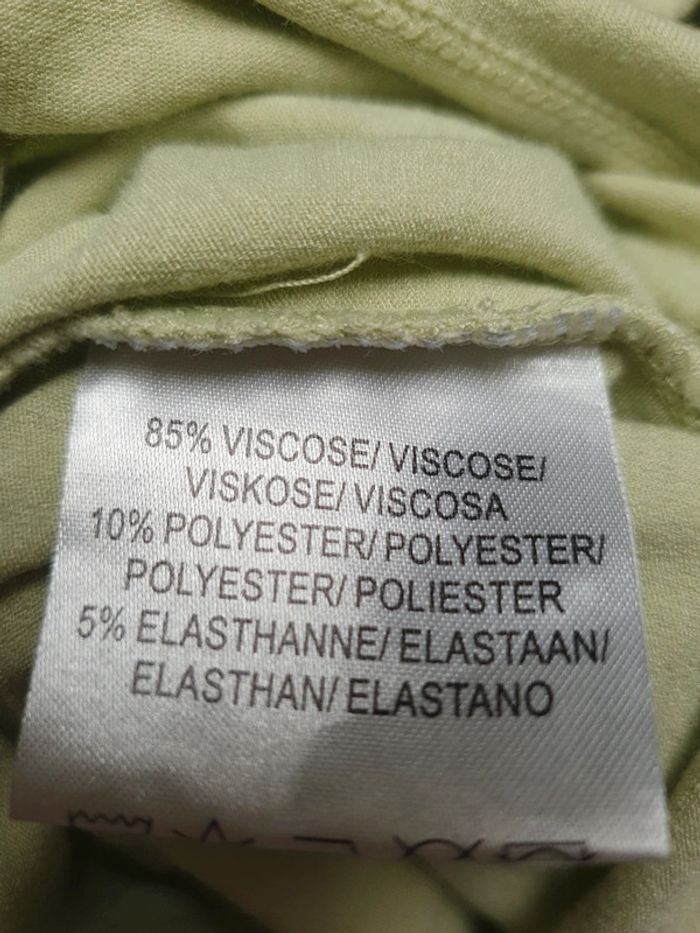 85% VISCOSE/ VISCOSE/
VISKOSE/ VISCOSA
10% POLYESTER/ POLYESTER/
POLYESTER/ POLIESTER
5% ELASTHANNE/ ELASTAAN/
ELASTHAN/ ELASTANO